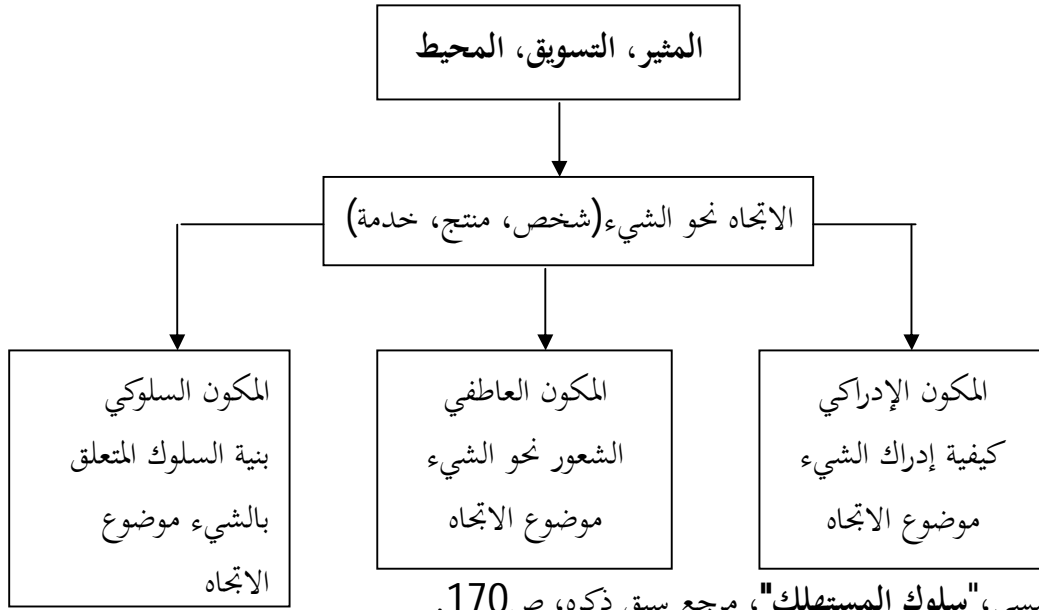 المثير، التسويق، المحيط
الاتجاه نحو الشيء(شخص، منتج، خدمة)
المكون الإدراكي
كيفية إدراك الشيء
موضوع الاتجاه
المكون العاطفي
الشعور نحو الشيء
موضوع الاتجاه
المكون السلوكي
بنية السلوك المتعلق
بالشيء موضوع
الاتجاه
"سلوك المستهلك"، مرجع سبق ذكره، ص 170.